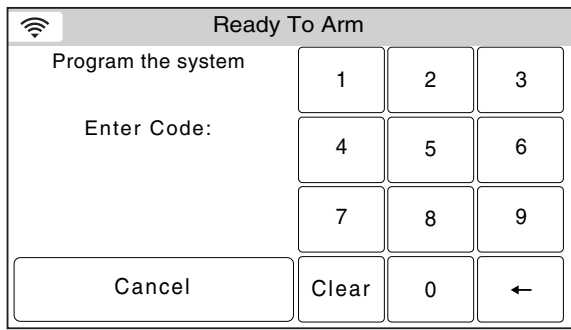 Ready To Arm
Program the system
Enter Code:
1 2 3
4 5 6
7 8 9
Cancel Clear 0 ←